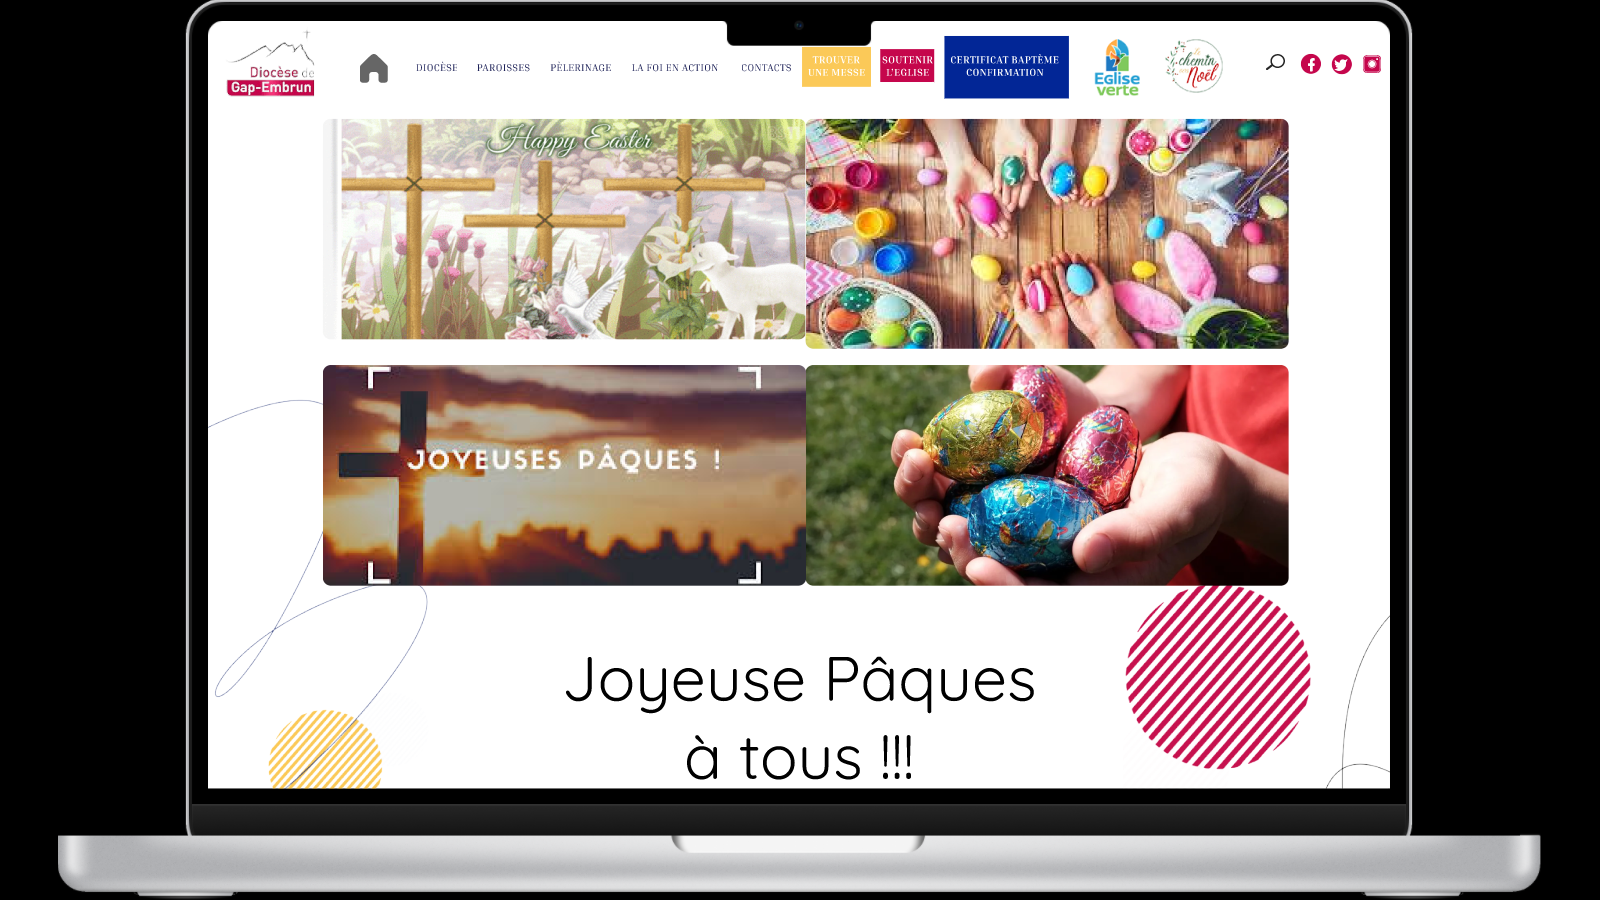 Diocèse de
Gap-Embrun
DIOCÈSE
PAROISSES
PÈLERINAGE
LA FOI EN ACTION
CONTACTS
TROUVER
UNE MESSE
SOUTENIR
L'EGLISE
CERTIFICAT BAPTÊME
CONFIRMATION
Eglise
verte
chemin
Noël
Happy Easter
JOYEUSES PÂQUES !
Joyeuse Pâques
à tous !!!